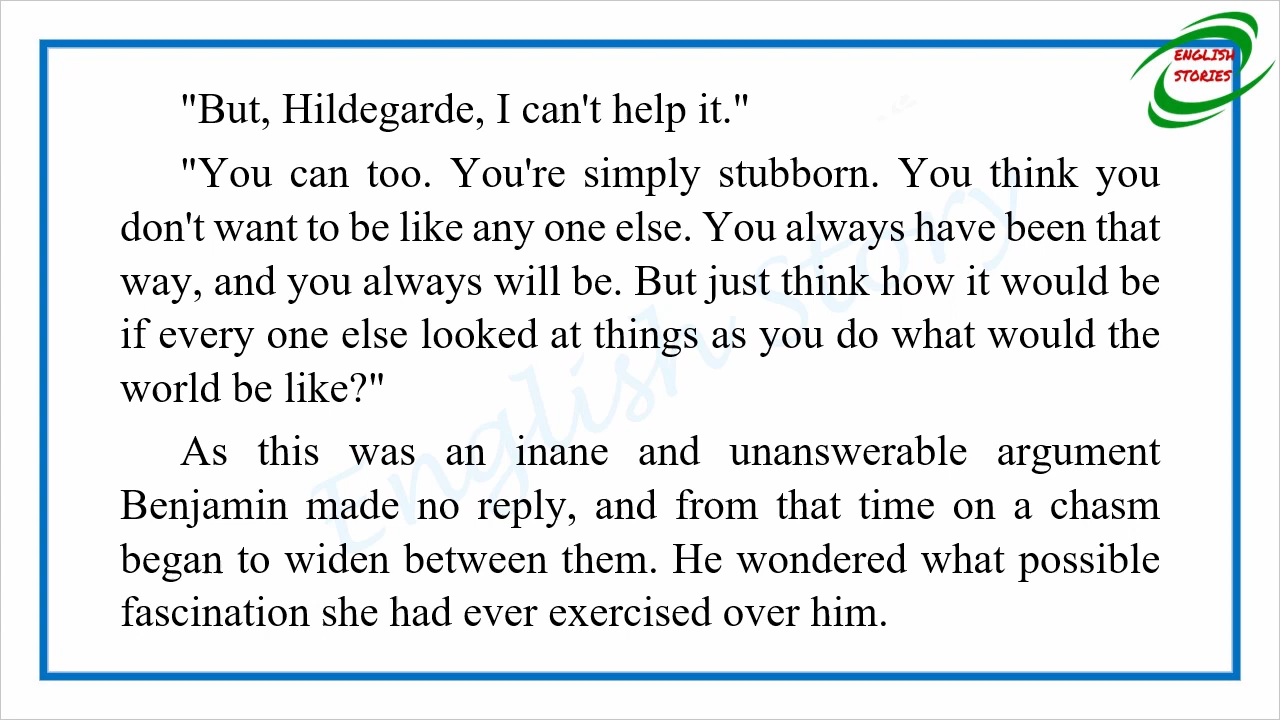 ENGLISH
STORIES
"But, Hildegarde, I can't help it."
"You can too. You're simply stubborn. You think you
don't want to be like any one else. You always have been that
way, and you always will be. But just think how it would be
if every one else looked at things as you do what would the
world be like?"
As this was an inane and unanswerable argument
Benjamin made no reply, and from that time on a chasm
began to widen between them. He wondered what possible
fascination she had ever exercised over him.
English Story